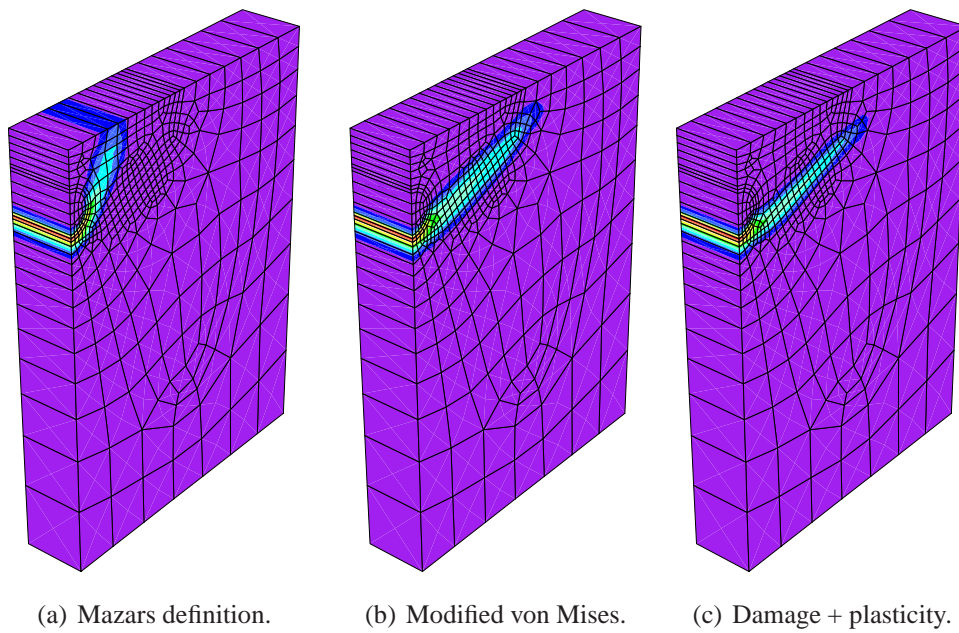 (a) Mazars definition.
(b) Modified von Mises.
(c) Damage + plasticity.